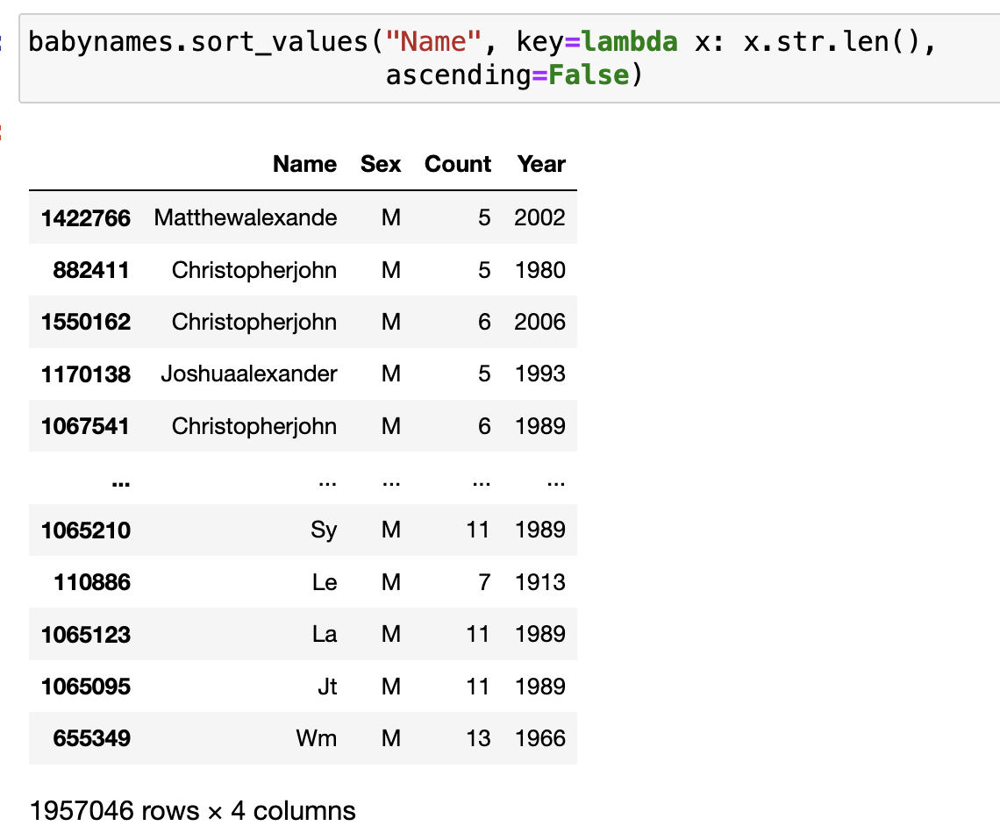 babynames.sort_values("Name", key=lambda x: x.str.len(),
ascending=False)
Name Sex Count Year
1422766 Matthewalexande M 5 2002
882411 Christopherjohn M 5 1980
1550162 Christopherjohn M 6 2006
1170138 Joshuaalexander M 5 1993
1067541 Christopherjohn M 6 1989
... ... ... ... ...
1065210 Sy M 11 1989
110886 Le M 7 1913
1065123 La M 11 1989
1065095 Jt M 11 1989
655349 Wm M 13 1966
1957046 rows × 4 columns